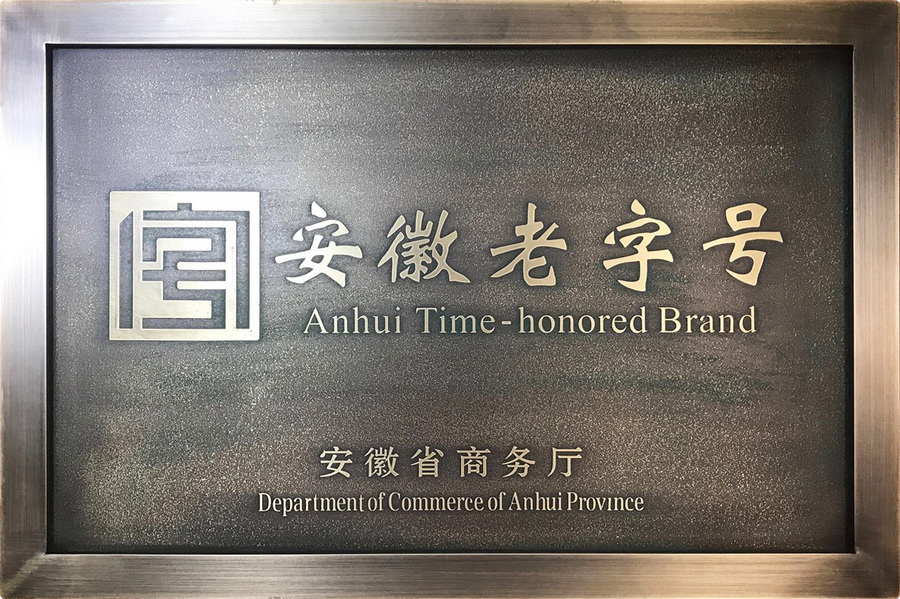 安徽老字号
Anhui Time-honored Brand
安徽省商务厅
Department of Commerce of Anhui Province